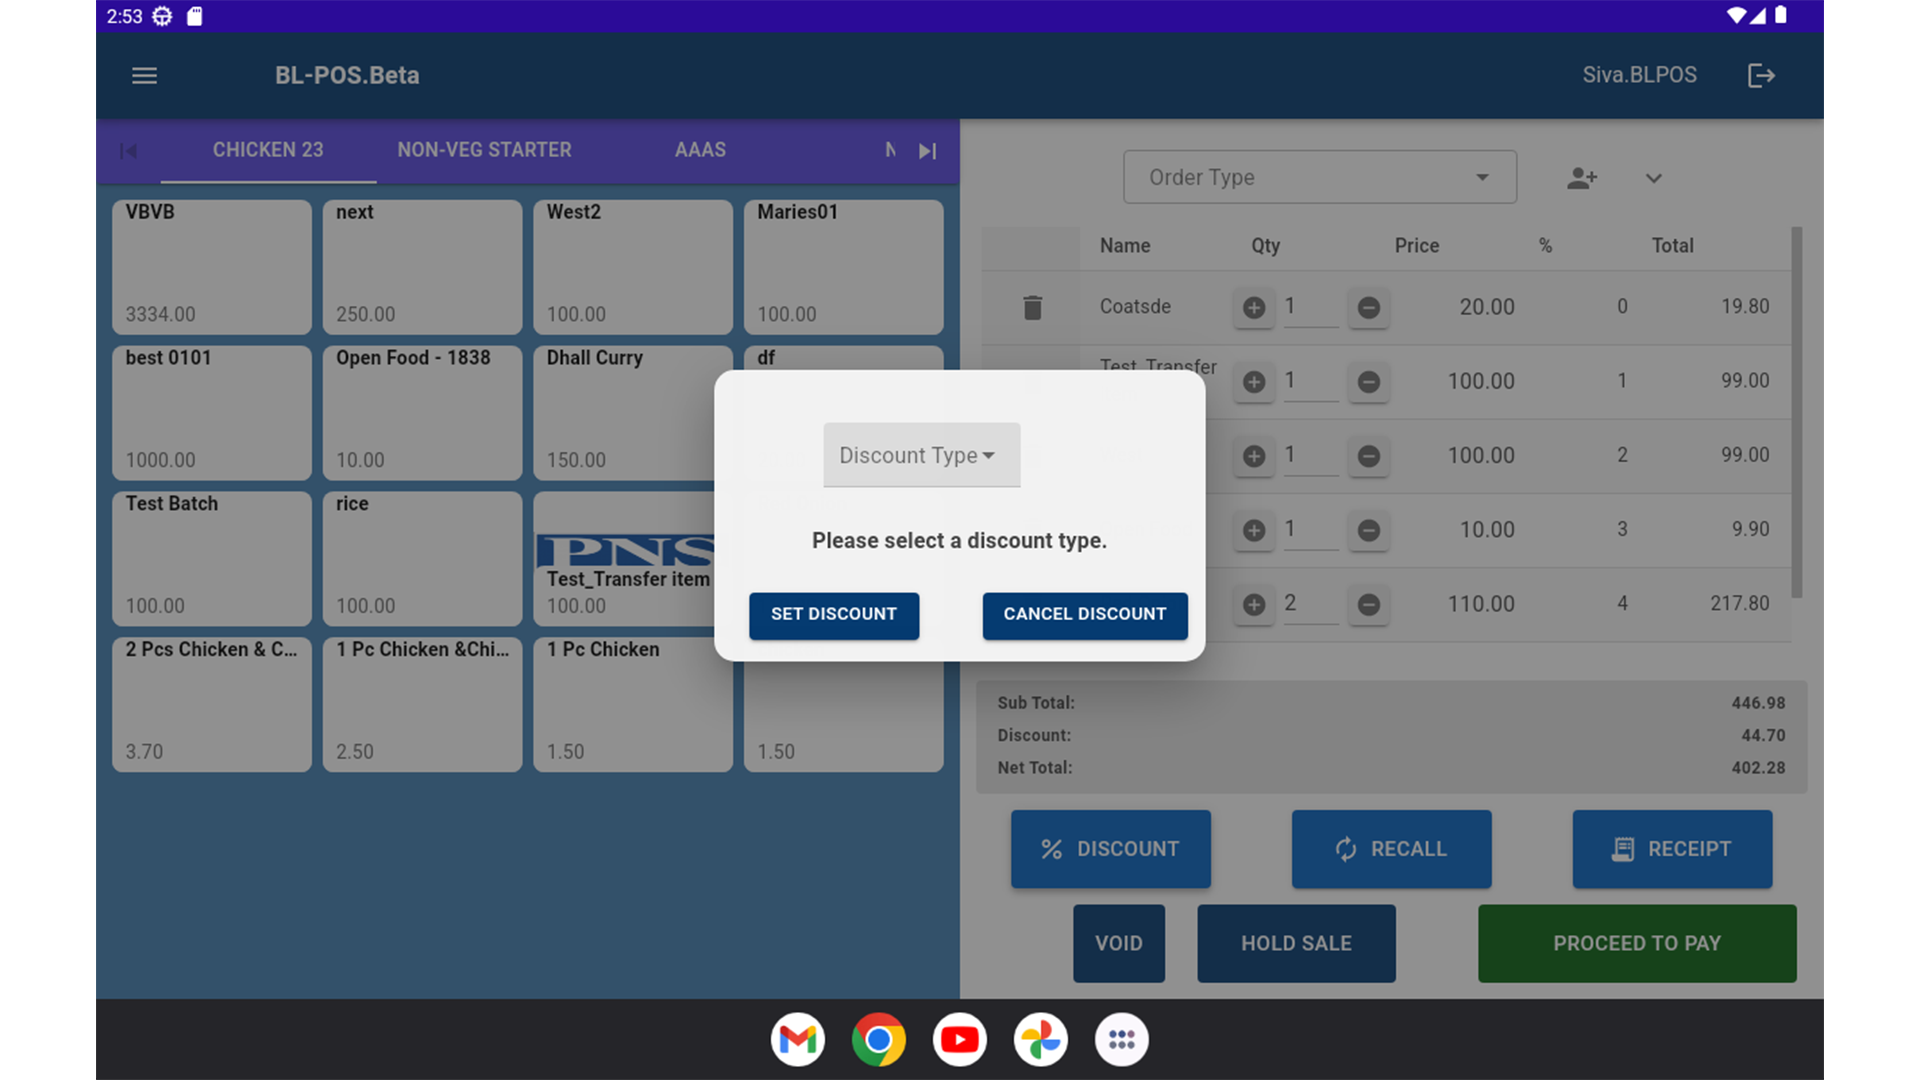 2:53
BL-POS.Beta
Siva.BLPOS
CHICKEN 23 NON-VEG STARTER AAAS N
VBVB next West2 Maries01
3334.00 250.00 100.00 100.00
best 0101 Open Food - 1838 Dhall Curry df
1000.00 10.00 150.00
Test Batch rice
PNS
Test_Transfer item
100.00 100.00 100.00
2 Pcs Chicken & C... 1 Pc Chicken &Chi... 1 Pc Chicken
3.70 2.50 1.50 1.50
Order Type
Name Qty Price % Total
Coatsde 1 20.00 0 19.80
Test_Transfer 1 100.00 1 99.00
1 100.00 2 99.00
1 10.00 3 9.90
2 110.00 4 217.80
Discount Type
Please select a discount type.
SET DISCOUNT CANCEL DISCOUNT
Sub Total: 446.98
Discount: 44.70
Net Total: 402.28
% DISCOUNT RECALL RECEIPT
VOID HOLD SALE PROCEED TO PAY